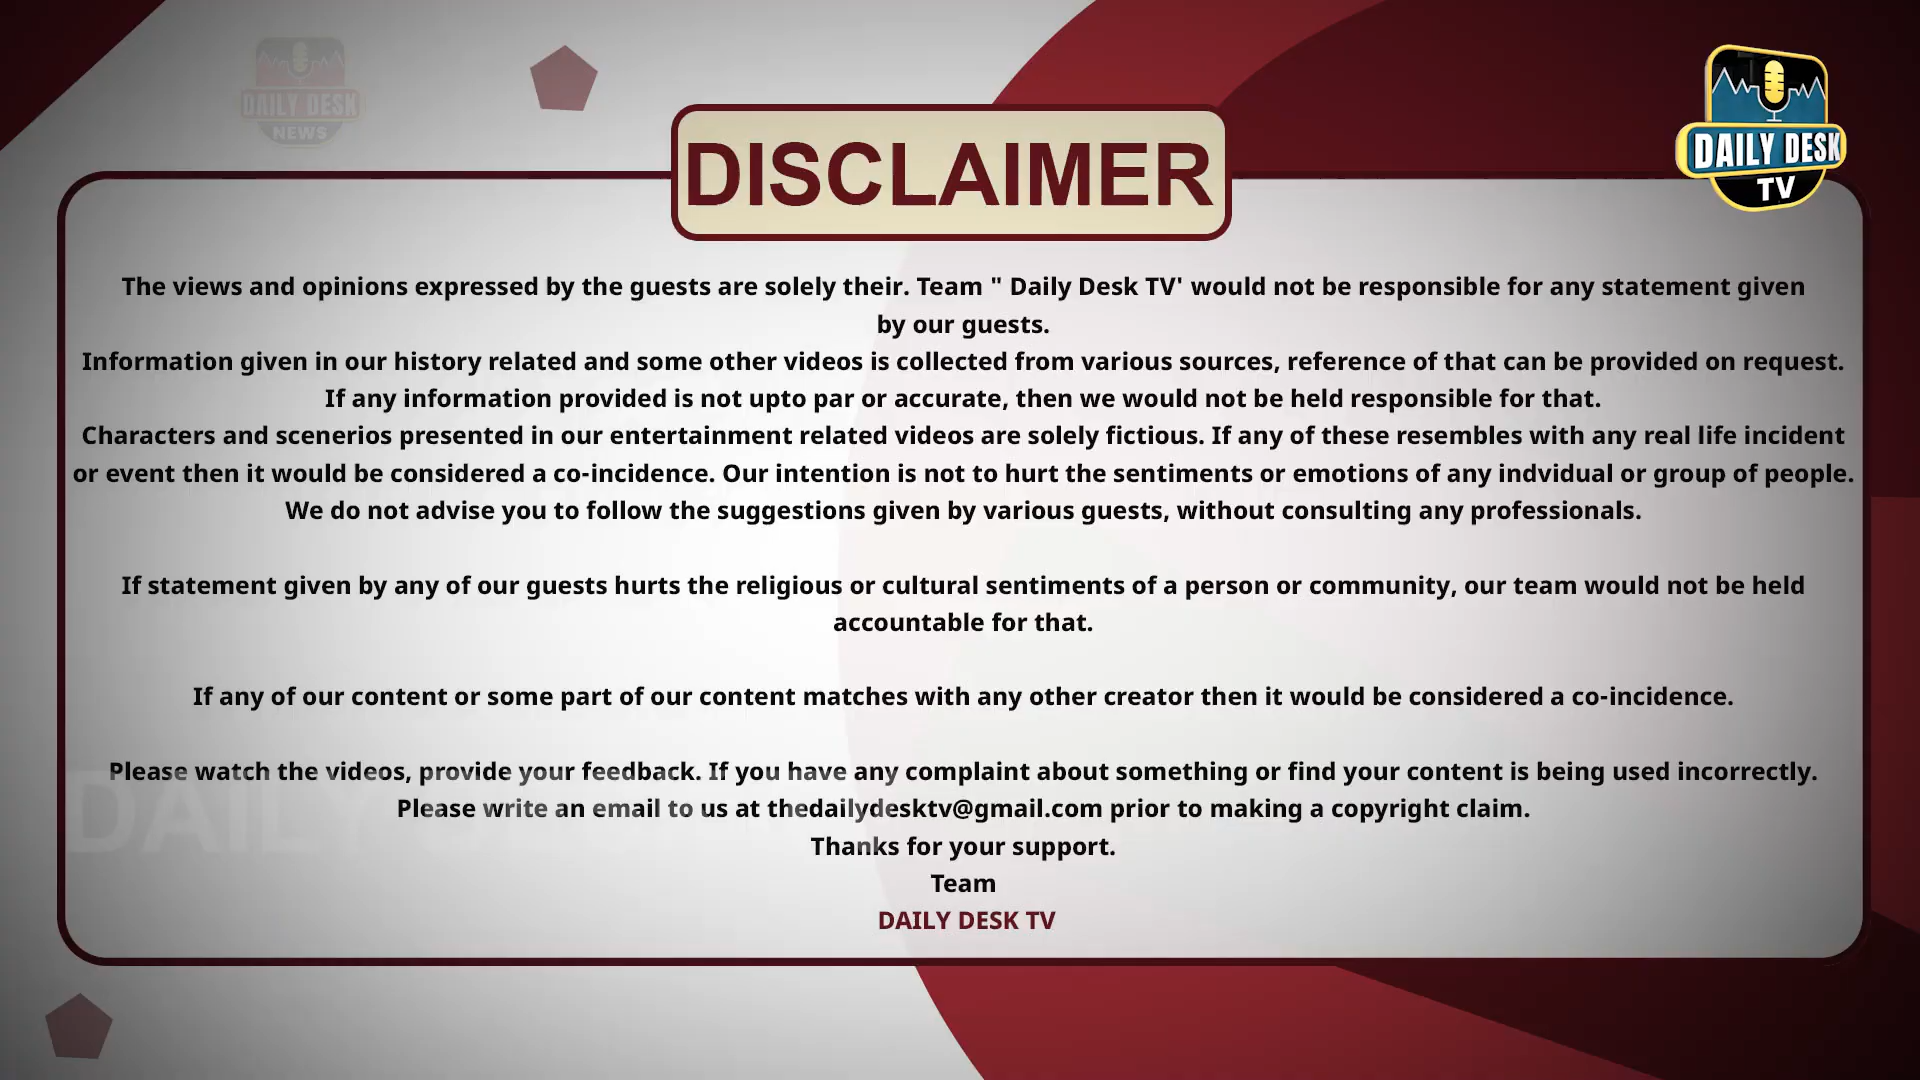 DAILY DESK
NEWS
DAILY DESK
TV
DISCLAIMER
The views and opinions expressed by the guests are solely their. Team " Daily Desk TV' would not be responsible for any statement given
by our guests.
Information given in our history related and some other videos is collected from various sources, reference of that can be provided on request.
If any information provided is not upto par or accurate, then we would not be held responsible for that.
Characters and scenerios presented in our entertainment related videos are solely fictious. If any of these resembles with any real life incident
or event then it would be considered a co-incidence. Our intention is not to hurt the sentiments or emotions of any indvidual or group of people.
We do not advise you to follow the suggestions given by various guests, without consulting any professionals.
If statement given by any of our guests hurts the religious or cultural sentiments of a person or community, our team would not be held
accountable for that.
If any of our content or some part of our content matches with any other creator then it would be considered a co-incidence.
Please watch the videos, provide your feedback. If you have any complaint about something or find your content is being used incorrectly.
Please write an email to us at thedailydesktv@gmail.com prior to making a copyright claim.
Thanks for your support.
Team
DAILY DESK TV
DAILY